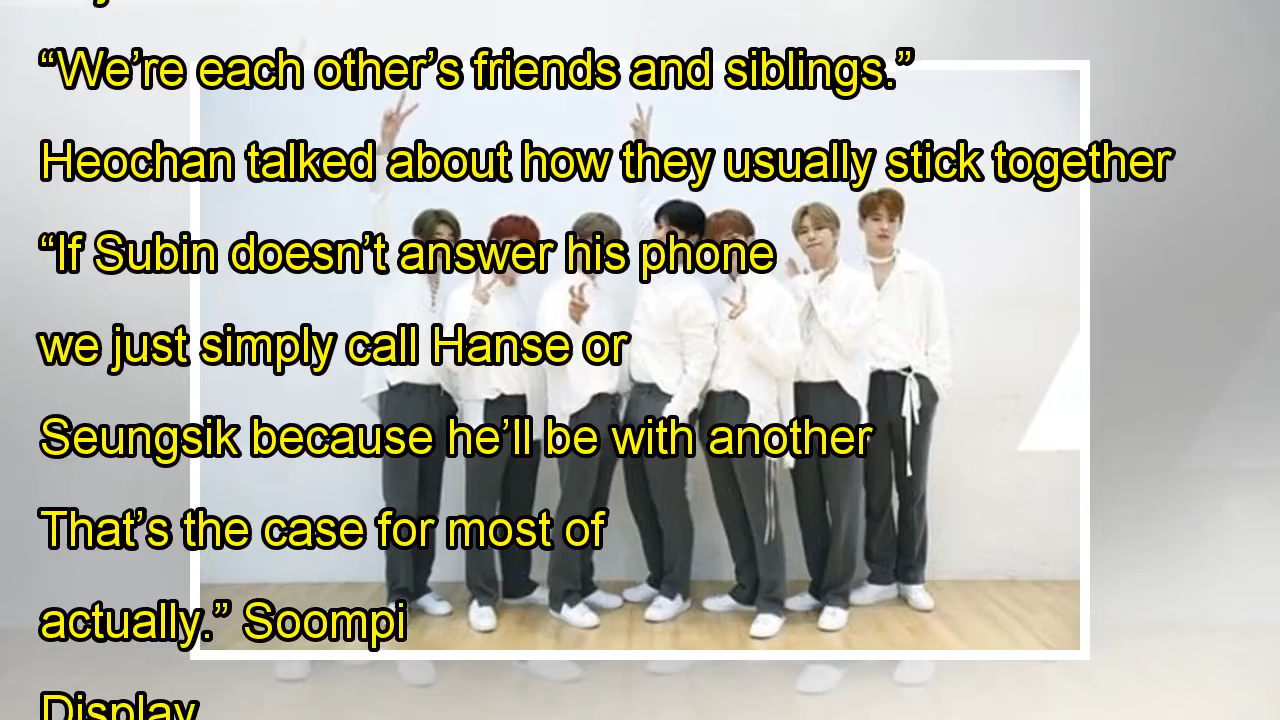 “We’re each other’s friends and siblings.”
Heochan talked about how they usually stick together
“If Subin doesn’t answer his phone
we just simply call Hanse or
Seungsik because he’ll be with another
That’s the case for most of
actually.” Soompi
Display